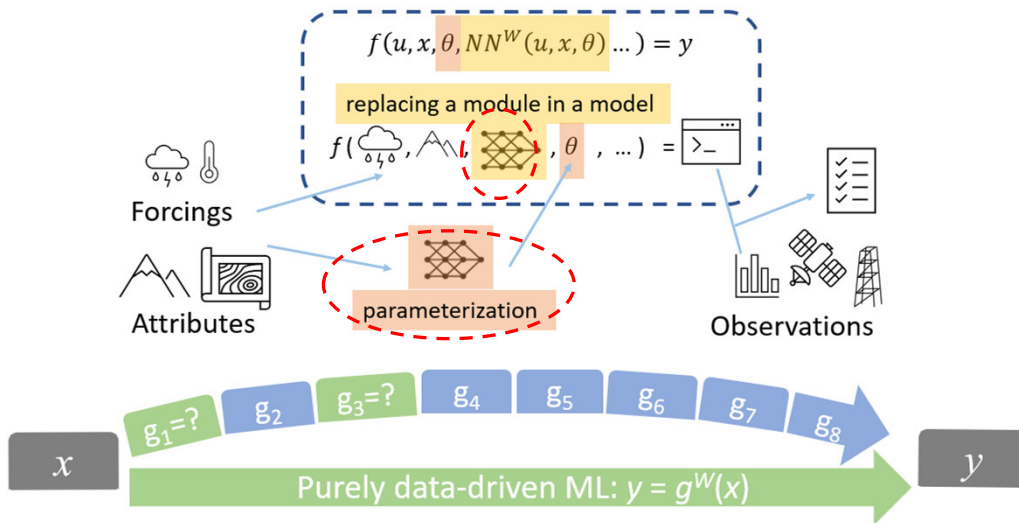 f(u, x, θ, NN^W(u, x, θ) ...) = y
replacing a module in a model
f( , , , θ , ...) = >_
Forcings
parameterization
Attributes
Observations
g₁=? g₂ g₃=? g₄ g₅ g₆ g₇ g₈
x
y
Purely data-driven ML: y = g^W(x)